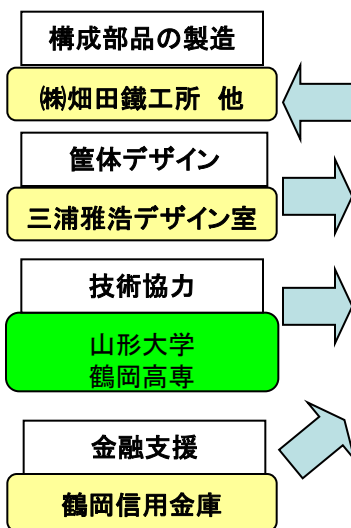 構成部品の製造
㈱畑田鐵工所 他
筐体デザイン
三浦雅浩デザイン室
技術協力
山形大学
鶴岡高専
金融支援
鶴岡信用金庫